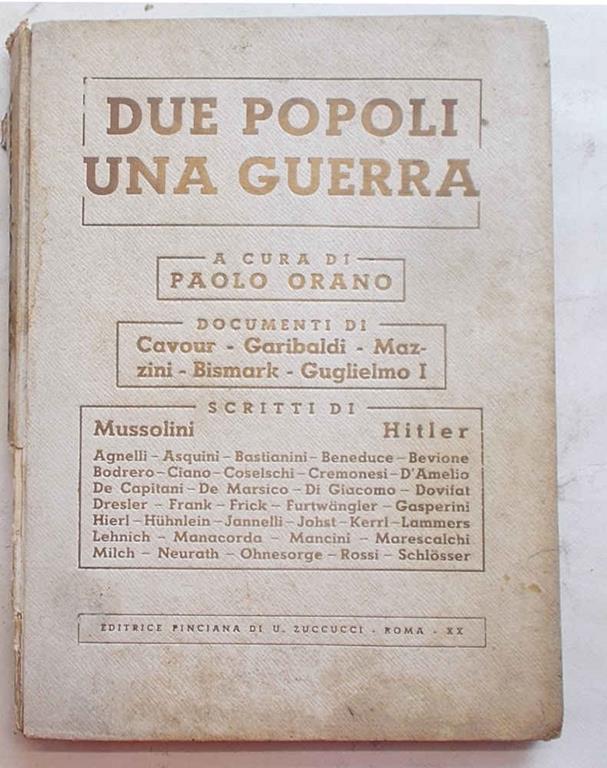 DUE POPOLI
UNA GUERRA
A CURA DI
PAOLO ORANO
DOCUMENTI DI
Cavour - Garibaldi - Maz-
zini - Bismark - Guglielmo I
SCRITTI DI
Mussolini Hitler
Agnelli - Asquini - Bastianini - Beneduce - Bevione
Bodrero - Ciano - Coselschi - Cremonesi - D'Amelio
De Capitani - De Marsico - Di Giacomo - Dovifat
Dresler - Frank - Frick - Furtwängler - Gasperini
Hierl - Hühnlein - Jannelli - Johst - Kerrl - Lammers
Lehnich - Manacorda - Mancini - Marescalchi
Milch - Neurath - Ohnesorge - Rossi - Schlösser
EDITRICE PINCIANA DI U. ZUCCUCCI - ROMA - XX